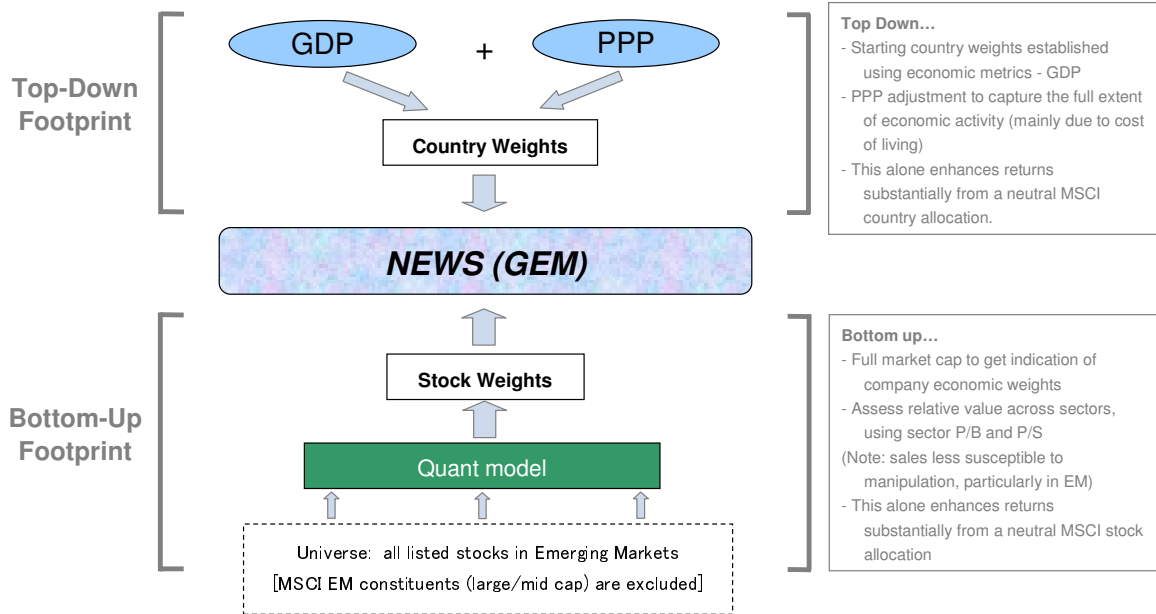 GDP
+
PPP
Top-Down
Footprint
Country Weights
Top Down…
- Starting country weights established
using economic metrics - GDP
- PPP adjustment to capture the full extent
of economic activity (mainly due to cost
of living)
- This alone enhances returns
substantially from a neutral MSCI
country allocation.
NEWS (GEM)
Bottom-Up
Footprint
Stock Weights
Quant model
Universe: all listed stocks in Emerging Markets
[MSCI EM constituents (large/mid cap) are excluded]
Bottom up…
- Full market cap to get indication of
company economic weights
- Assess relative value across sectors,
using sector P/B and P/S
(Note: sales less susceptible to
manipulation, particularly in EM)
- This alone enhances returns
substantially from a neutral MSCI stock
allocation